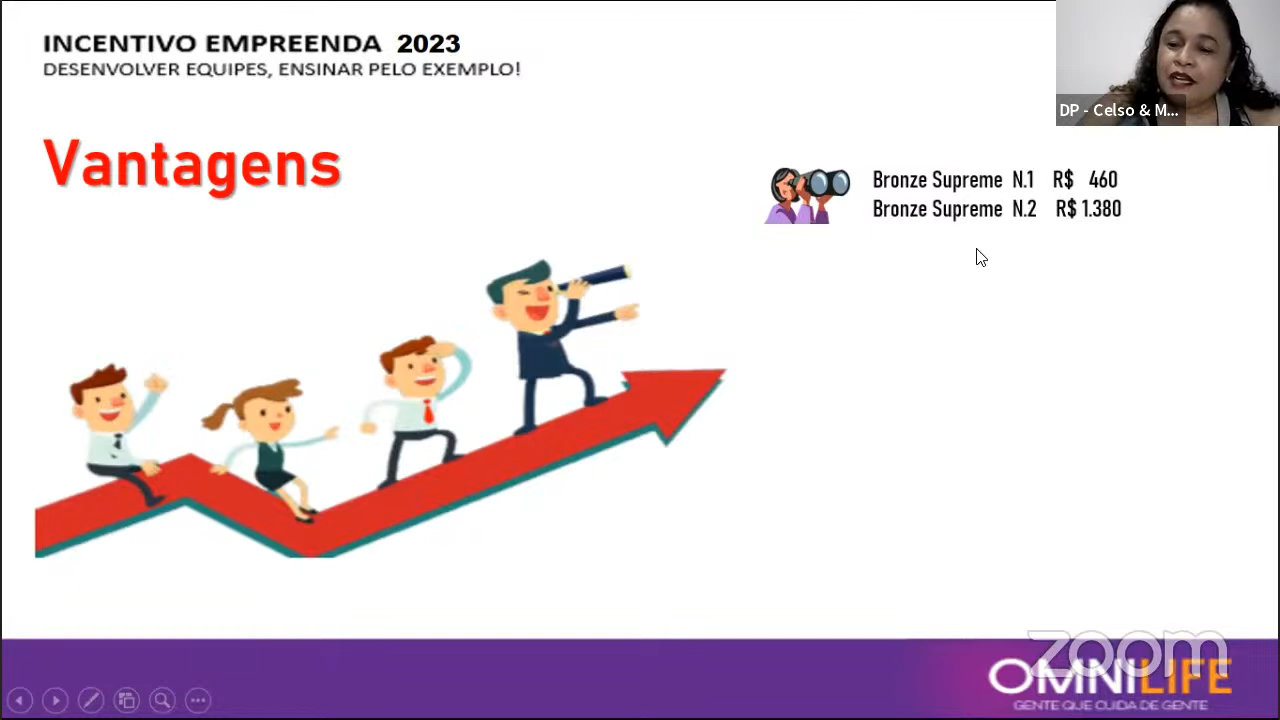 INCENTIVO EMPREENDA 2023
DESENVOLVER EQUIPES, ENSINAR PELO EXEMPLO!
DP - Celso & M...
Vantagens
Bronze Supreme N.1 R$ 460
Bronze Supreme N.2 R$ 1.380
zoom
OMNILIFE
GENTE QUE CUIDA DE GENTE